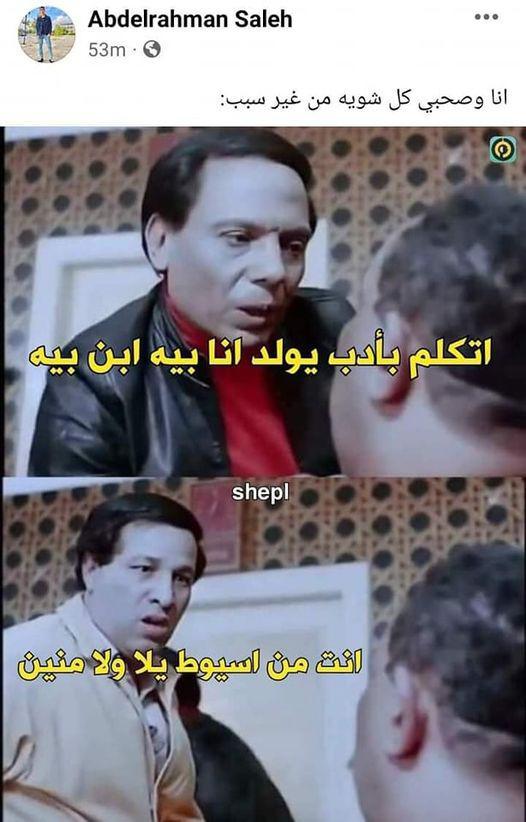 Abdelrahman Saleh
53m ·
انا وصحبي كل شويه من غير سبب:
اتكلم بأدب يولد انا بيه ابن بيه
shepl
انت من اسيوط يلا ولا منين